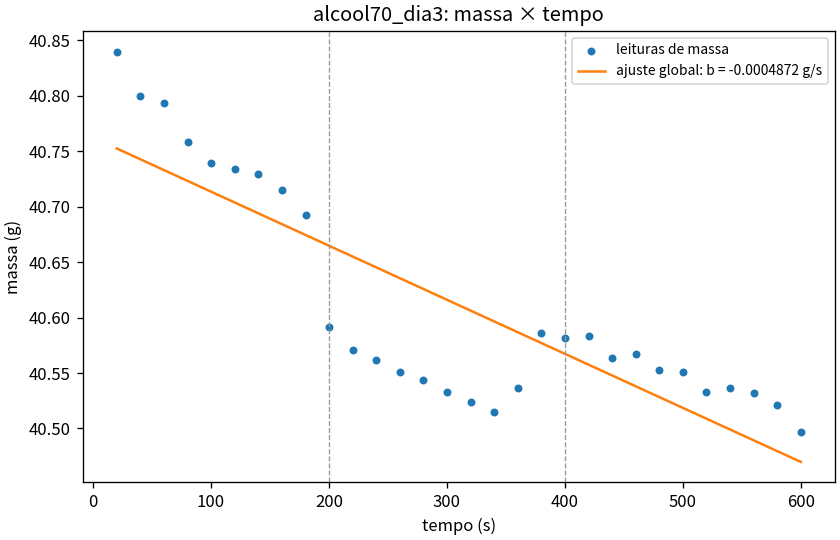 alcool70_dia3: massa × tempo
leituras de massa
ajuste global: b = -0.0004872 g/s
massa (g)
40.85
40.80
40.75
40.70
40.65
40.60
40.55
40.50
0 100 200 300 400 500 600
tempo (s)